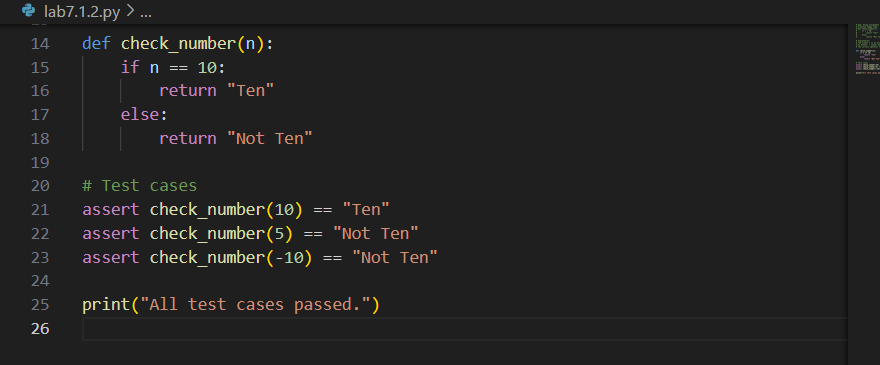 lab7.1.2.py > ...
14 def check_number(n):
15     if n == 10:
16         return "Ten"
17     else:
18         return "Not Ten"
19
20 # Test cases
21 assert check_number(10) == "Ten"
22 assert check_number(5) == "Not Ten"
23 assert check_number(-10) == "Not Ten"
24
25 print("All test cases passed.")
26